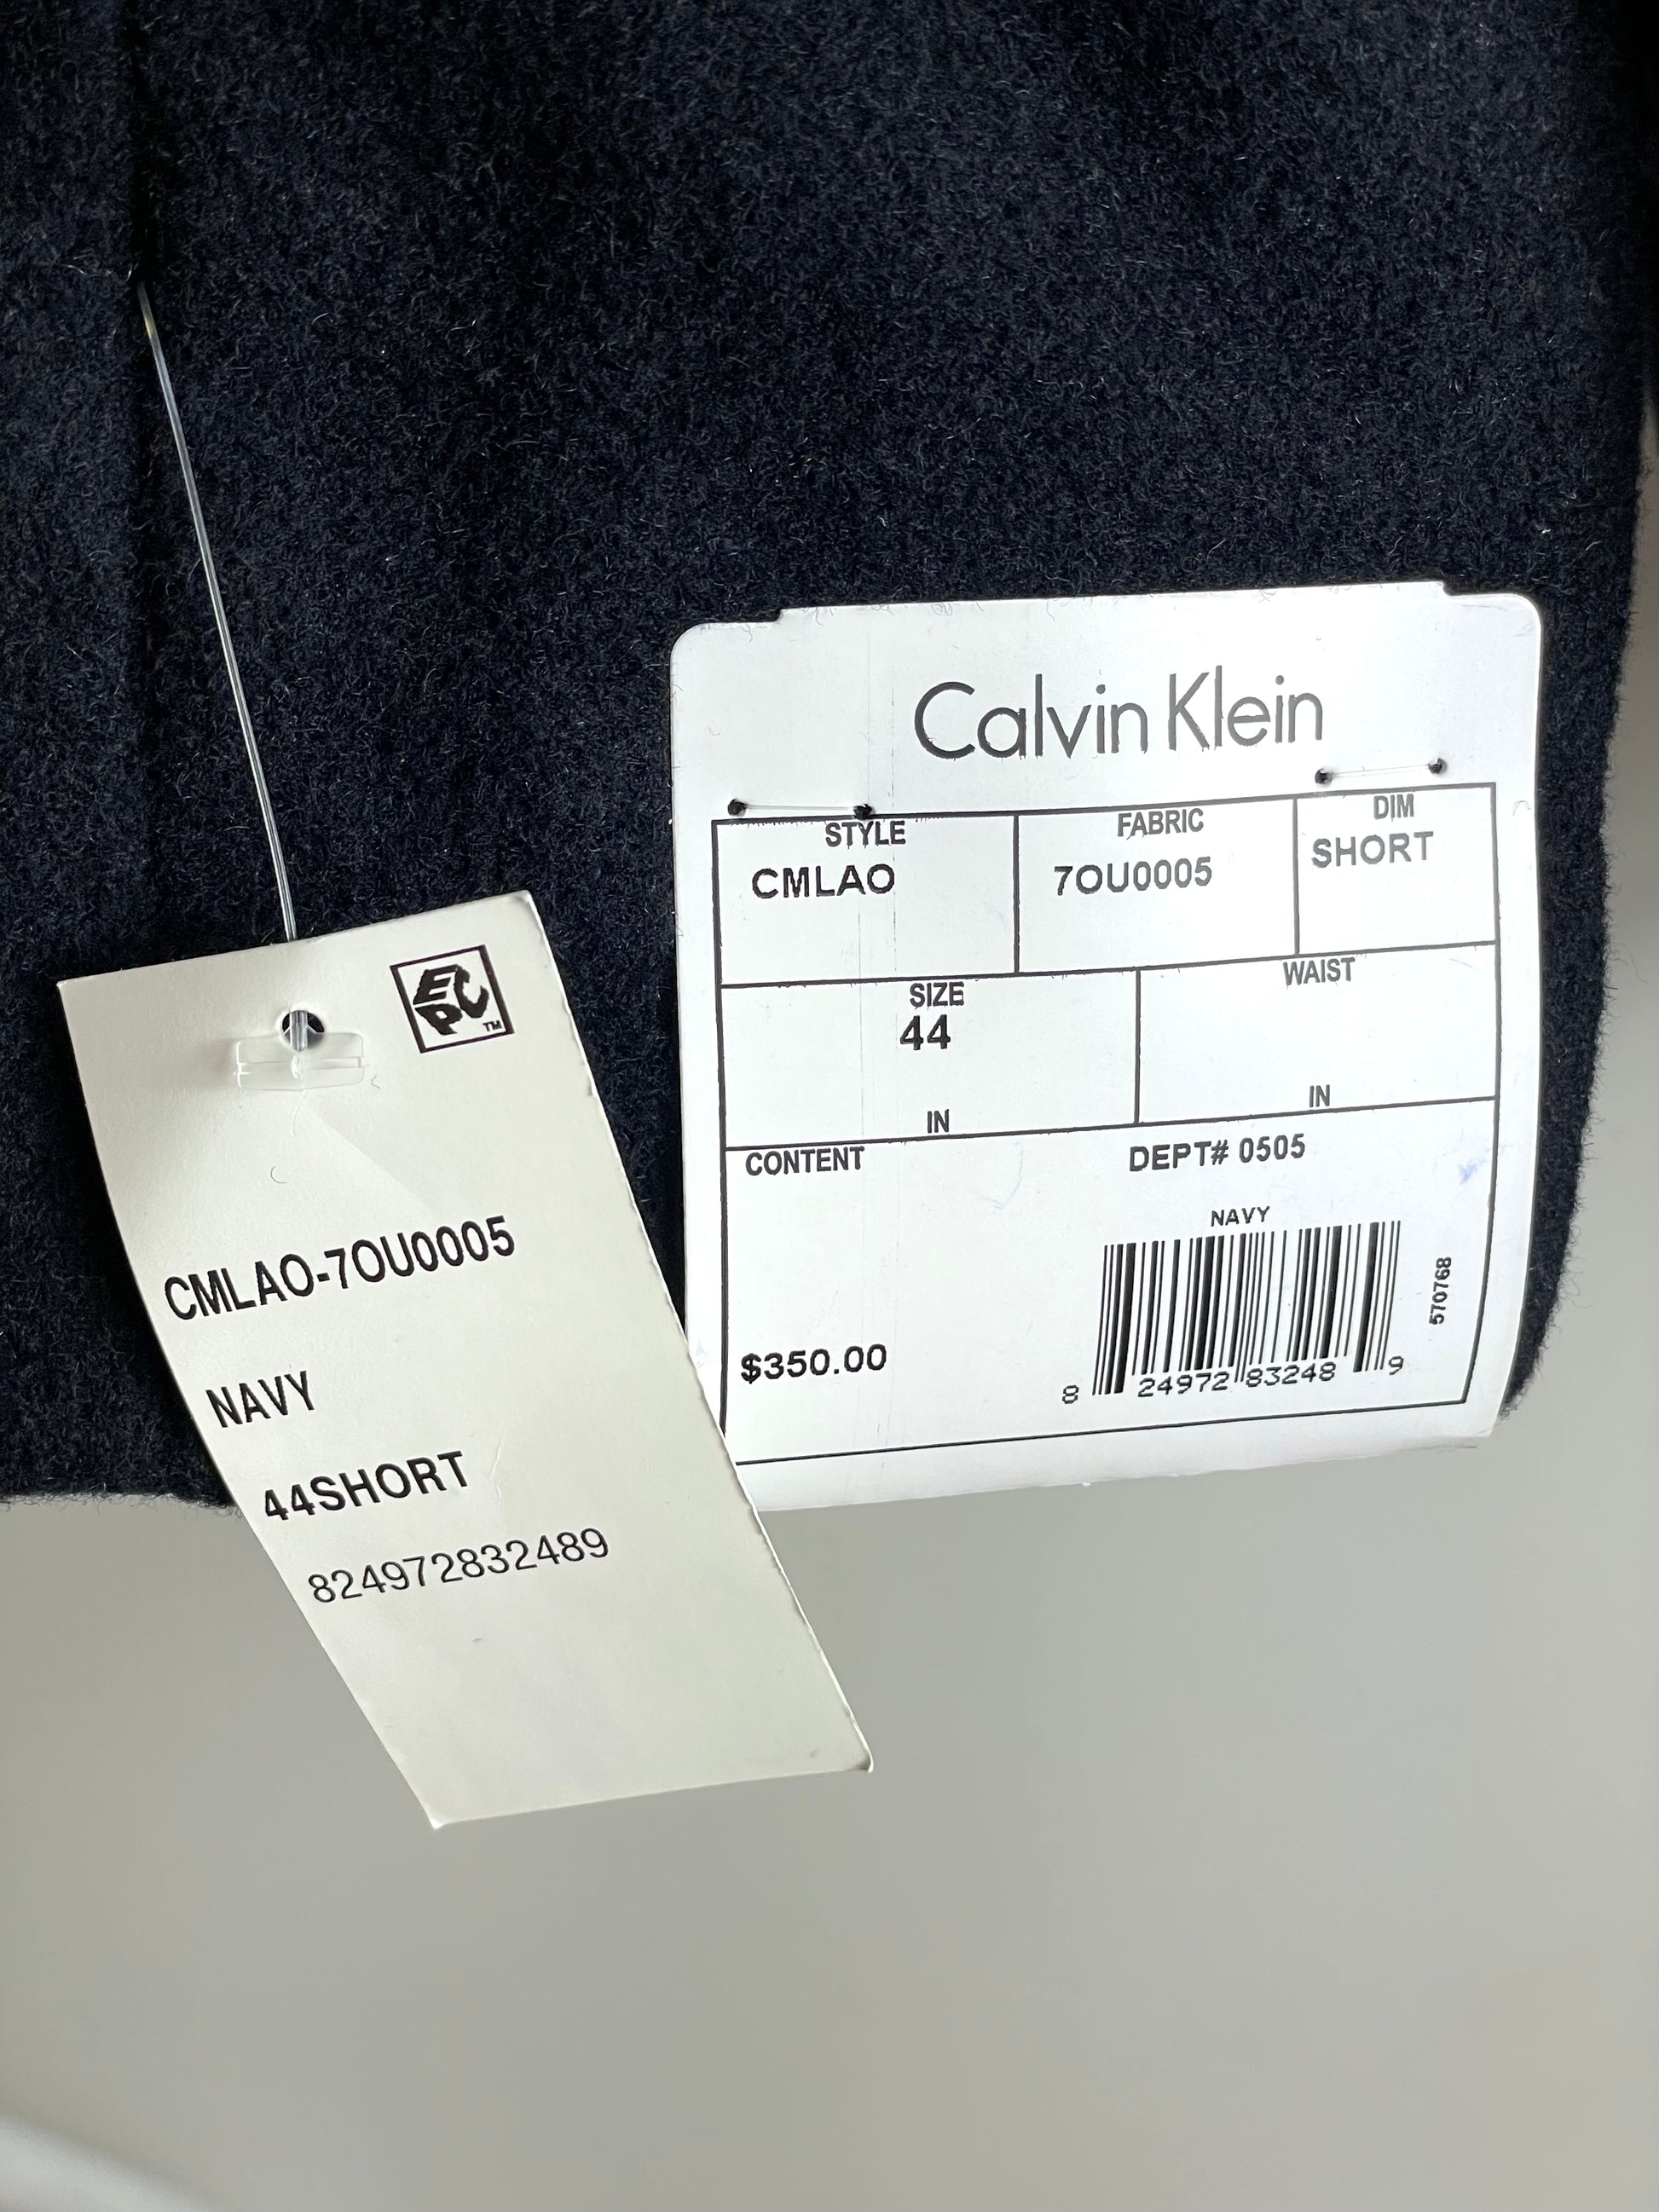 Calvin Klein
STYLE
CMLAO
FABRIC
7OU0005
DIM
SHORT
SIZE
44
IN
WAIST
IN
CONTENT
DEPT# 0505
NAVY
$350.00
8 24972 83248 9
570768
EPC™
CMLAO-7OU0005
NAVY
44SHORT
824972832489